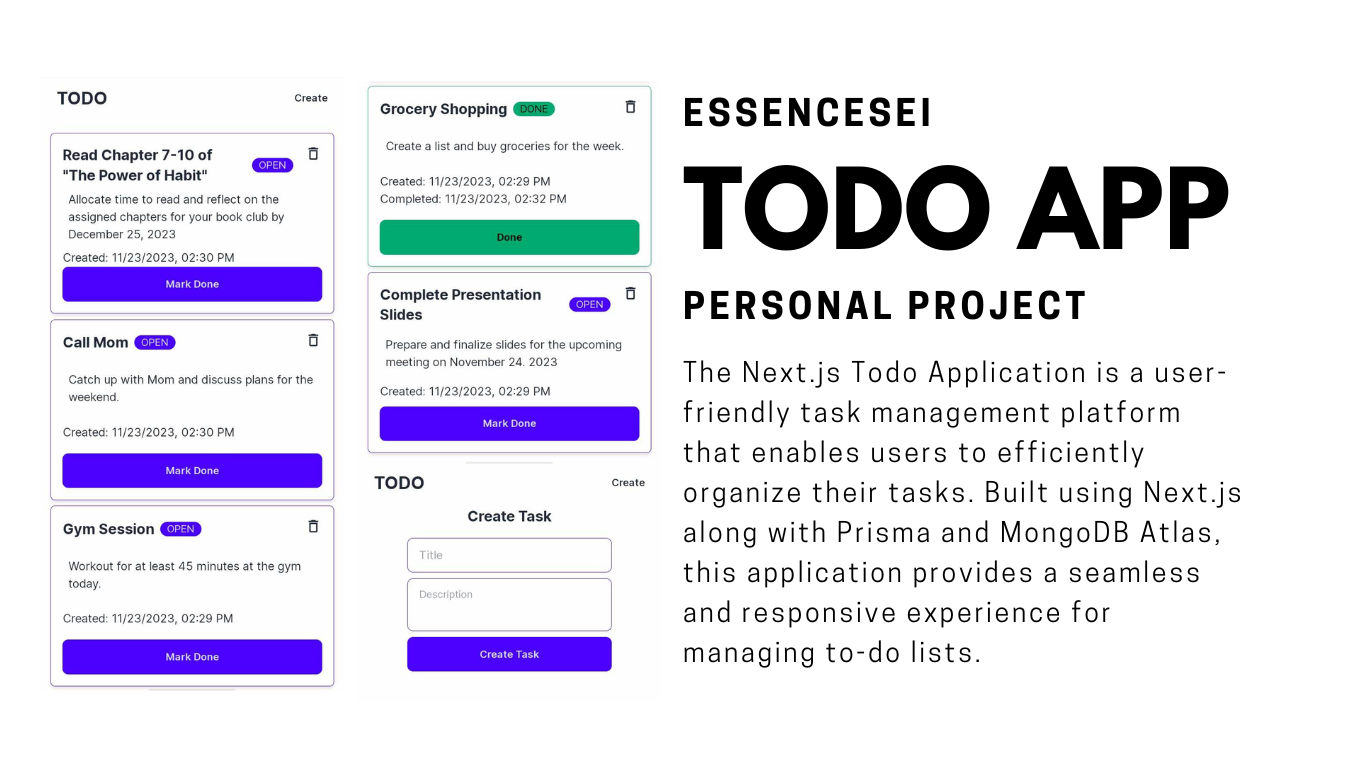 TODO
Create
Read Chapter 7-10 of
"The Power of Habit"
OPEN
Allocate time to read and reflect on the
assigned chapters for your book club by
December 25, 2023
Created: 11/23/2023, 02:30 PM
Mark Done
Call Mom
OPEN
Catch up with Mom and discuss plans for the
weekend.
Created: 11/23/2023, 02:30 PM
Mark Done
Gym Session
OPEN
Workout for at least 45 minutes at the gym
today.
Created: 11/23/2023, 02:29 PM
Mark Done
Grocery Shopping
DONE
Create a list and buy groceries for the week.
Created: 11/23/2023, 02:29 PM
Completed: 11/23/2023, 02:32 PM
Done
Complete Presentation
Slides
OPEN
Prepare and finalize slides for the upcoming
meeting on November 24. 2023
Created: 11/23/2023, 02:29 PM
Mark Done
TODO
Create
Create Task
Title
Description
Create Task
ESSENCESEI
TODO APP
PERSONAL PROJECT
The Next.js Todo Application is a user-
friendly task management platform
that enables users to efficiently
organize their tasks. Built using Next.js
along with Prisma and MongoDB Atlas,
this application provides a seamless
and responsive experience for
managing to-do lists.